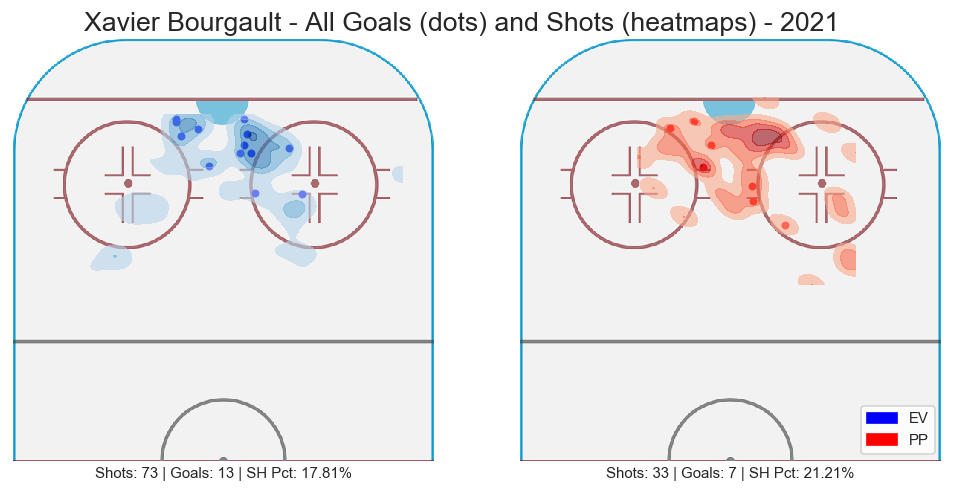 Xavier Bourgault - All Goals (dots) and Shots (heatmaps) - 2021
EV
PP
Shots: 73 | Goals: 13 | SH Pct: 17.81%
Shots: 33 | Goals: 7 | SH Pct: 21.21%